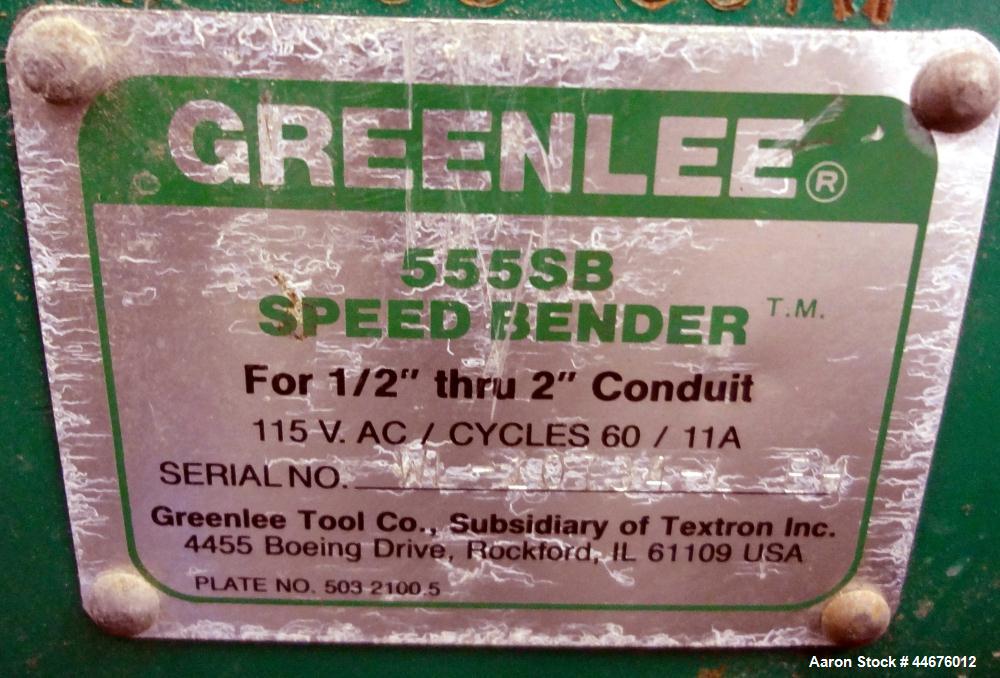 GREENLEE®
555SB
SPEED BENDER T.M.
For 1/2" thru 2" Conduit
115 V. AC / CYCLES 60 / 11A
SERIAL NO.
Greenlee Tool Co., Subsidiary of Textron Inc.
4455 Boeing Drive, Rockford, IL 61109 USA
PLATE NO. 503 2100.5
Aaron Stock # 44676012